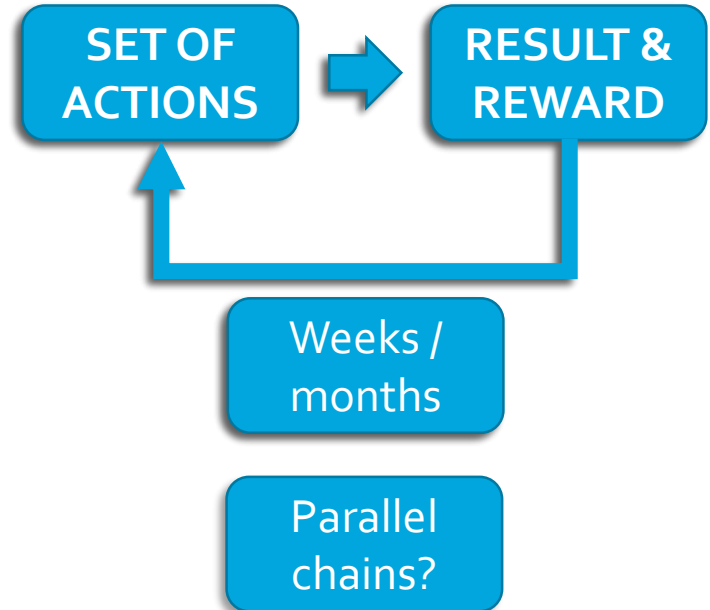 SET OF
ACTIONS
RESULT &
REWARD
Weeks /
months
Parallel
chains?